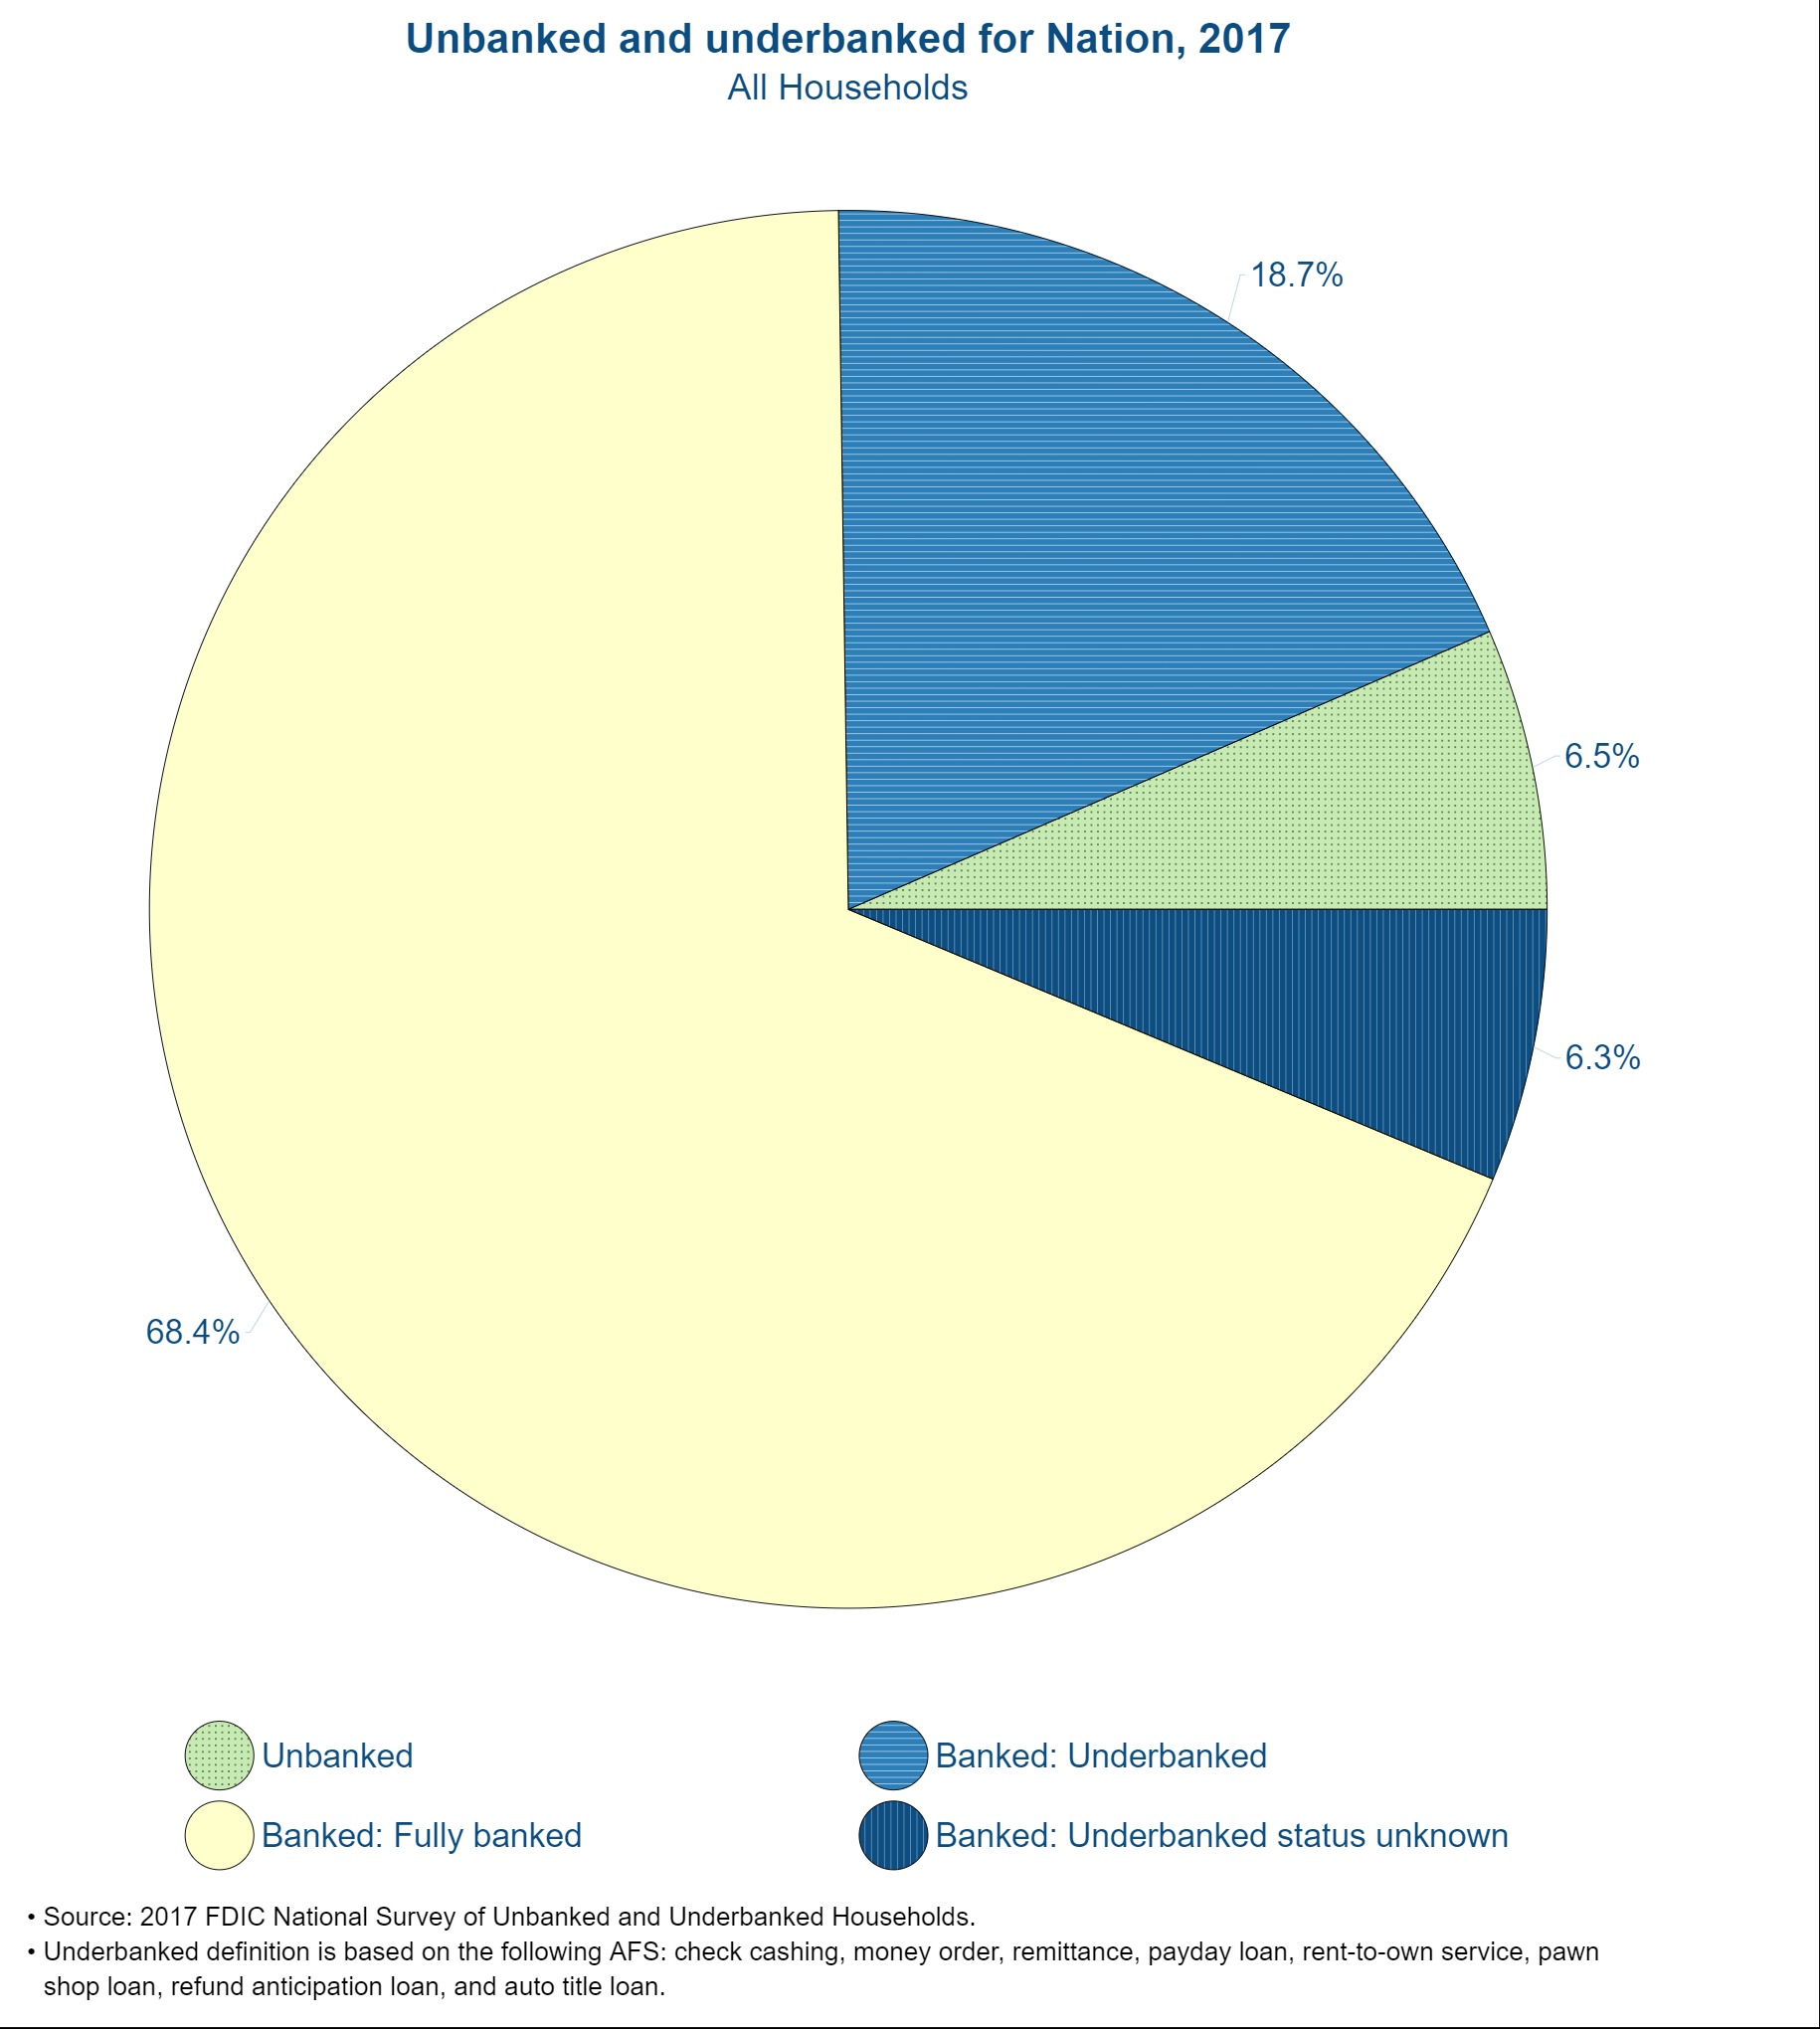 Unbanked and underbanked for Nation, 2017
All Households
18.7%
6.5%
6.3%
68.4%
Unbanked
Banked: Underbanked
Banked: Fully banked
Banked: Underbanked status unknown
• Source: 2017 FDIC National Survey of Unbanked and Underbanked Households.
• Underbanked definition is based on the following AFS: check cashing, money order, remittance, payday loan, rent-to-own service, pawn
shop loan, refund anticipation loan, and auto title loan.